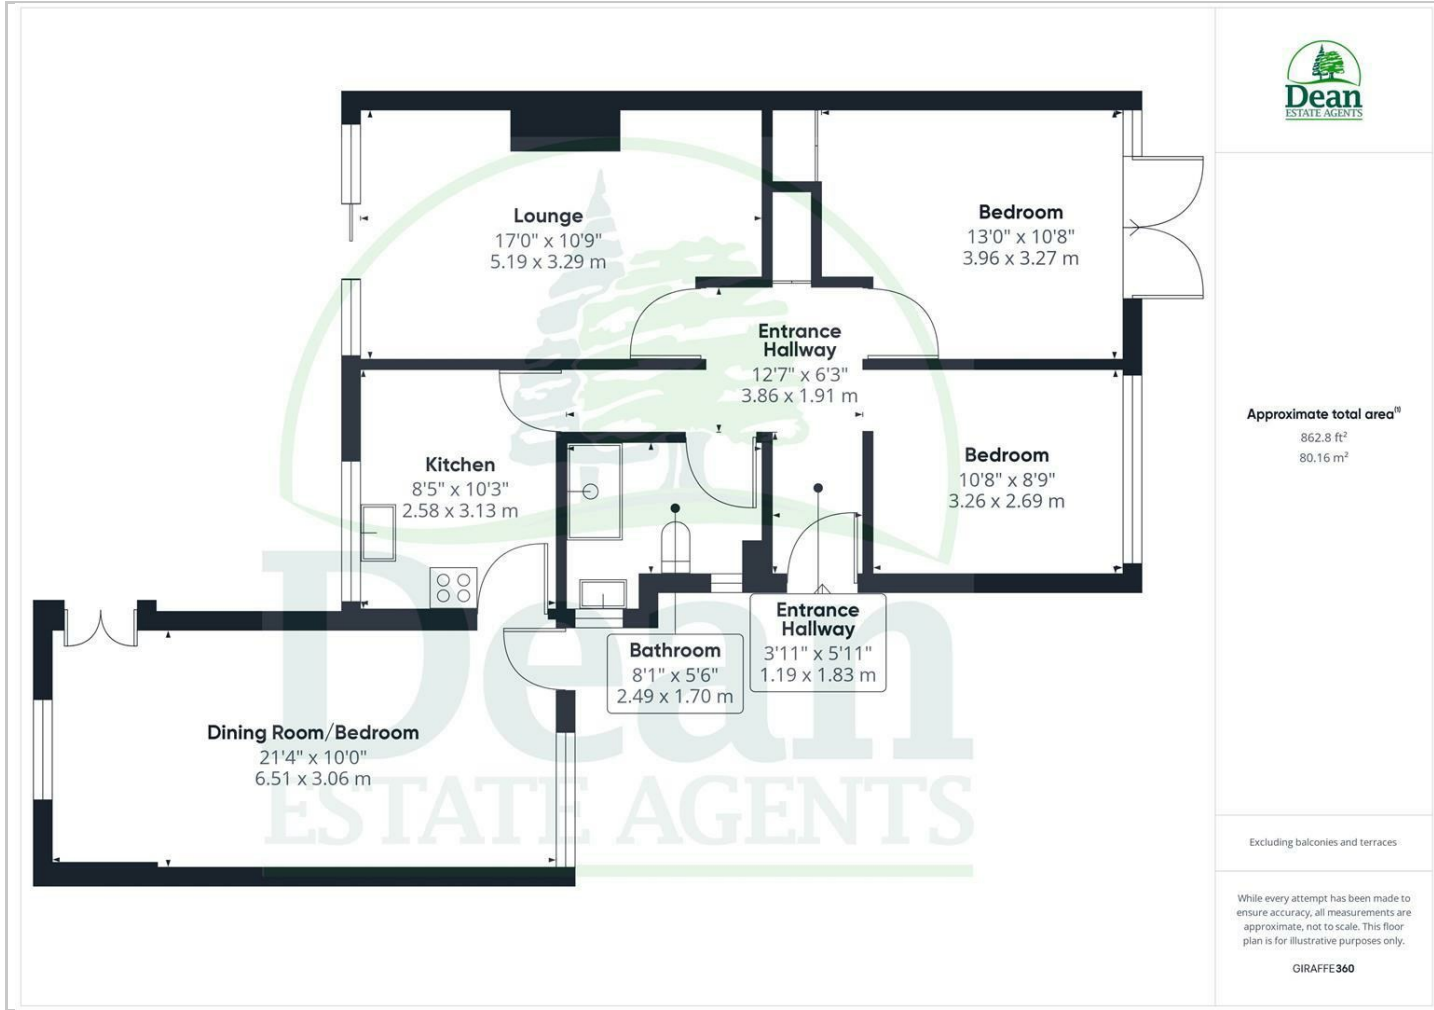 Lounge
17'0" x 10'9"
5.19 x 3.29 m
Bedroom
13'0" x 10'8"
3.96 x 3.27 m
Entrance
Hallway
12'7" x 6'3"
3.86 x 1.91 m
Kitchen
8'5" x 10'3"
2.58 x 3.13 m
Bedroom
10'8" x 8'9"
3.26 x 2.69 m
Entrance
Hallway
3'11" x 5'11"
1.19 x 1.83 m
Bathroom
8'1" x 5'6"
2.49 x 1.70 m
Dining Room/Bedroom
21'4" x 10'0"
6.51 x 3.06 m
Dean
ESTATE AGENTS
Dean
ESTATE AGENTS
Approximate total area⁽¹⁾
862.8 ft²
80.16 m²
Excluding balconies and terraces
While every attempt has been made to
ensure accuracy, all measurements are
approximate, not to scale. This floor
plan is for illustrative purposes only.
GIRAFFE360